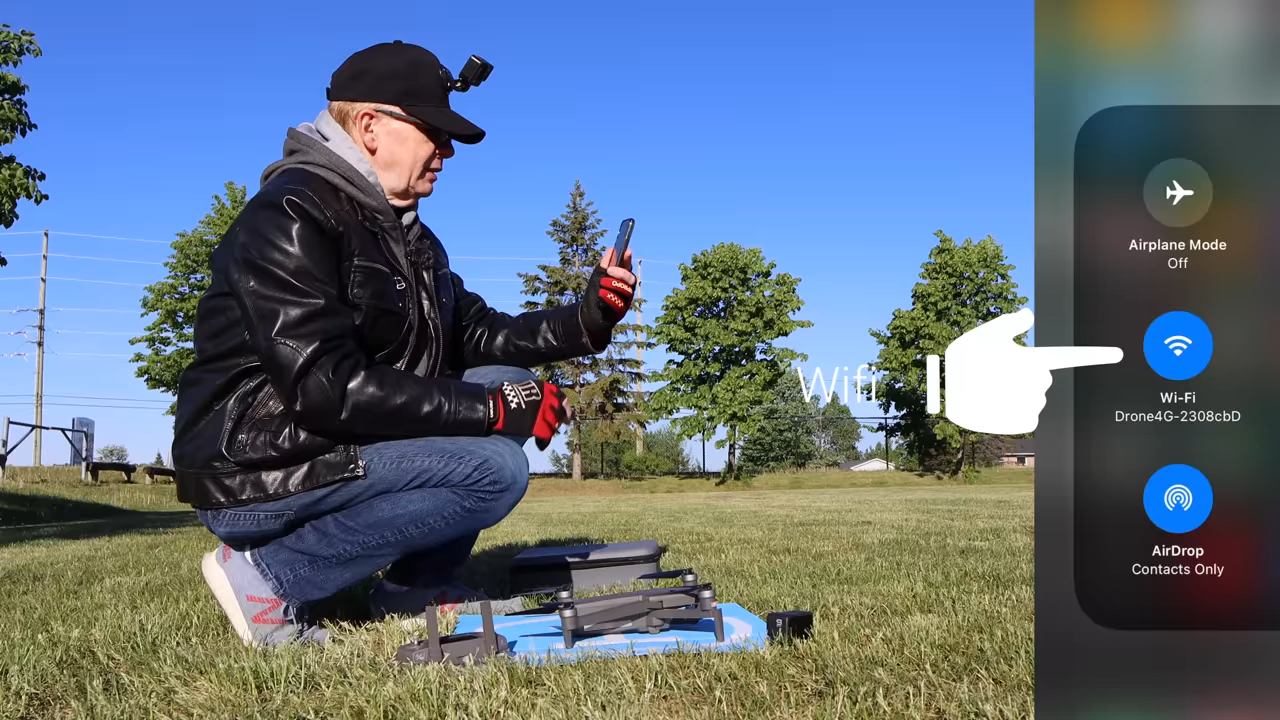 Wifi
Airplane Mode
Off
Wi-Fi
Drone4G-2308cbD
AirDrop
Contacts Only